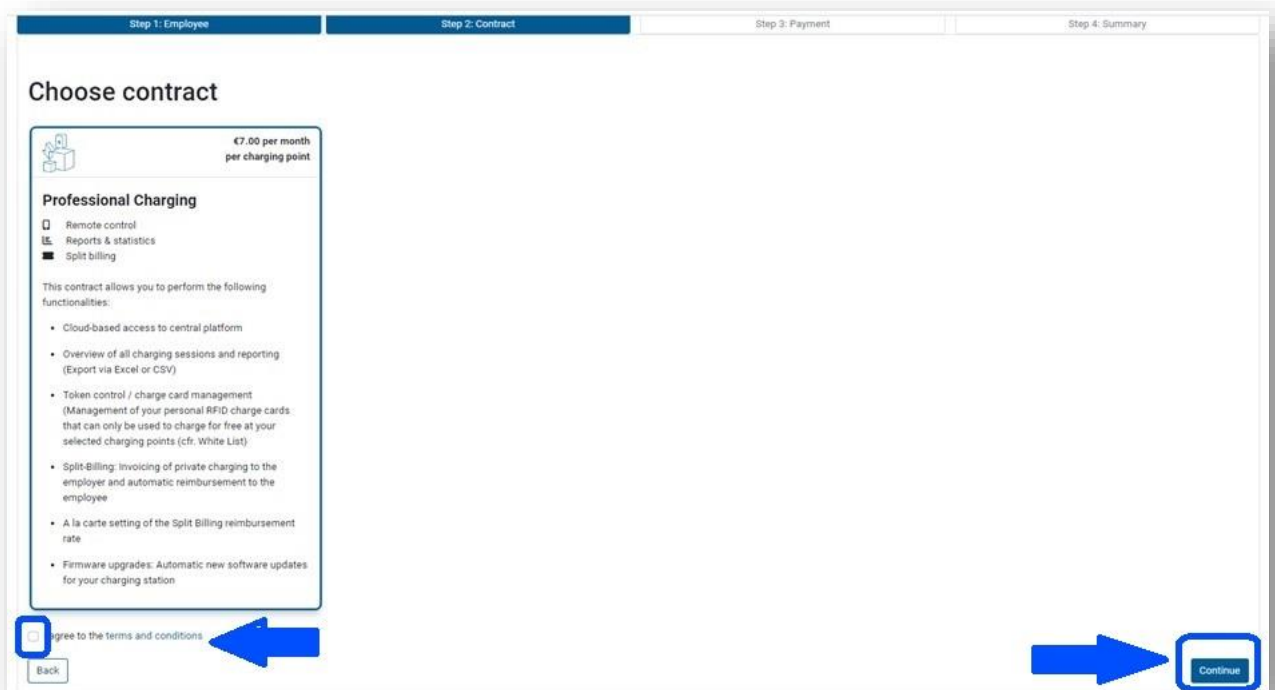 Step 1: Employee
Step 2: Contract
Step 3: Payment
Step 4: Summary
Choose contract
€7.00 per month
per charging point
Professional Charging
Remote control
Reports & statistics
Split billing
This contract allows you to perform the following
functionalities:
• Cloud-based access to central platform
• Overview of all charging sessions and reporting
(Export via Excel or CSV)
• Token control / charge card management
(Management of your personal RFID charge cards
that can only be used to charge for free at your
selected charging points (cfr. White List)
• Split-Billing: Invoicing of private charging to the
employer and automatic reimbursement to the
employee
• A la carte setting of the Split Billing reimbursement
rate
• Firmware upgrades: Automatic new software updates
for your charging station
agree to the terms and conditions
Back
Continue